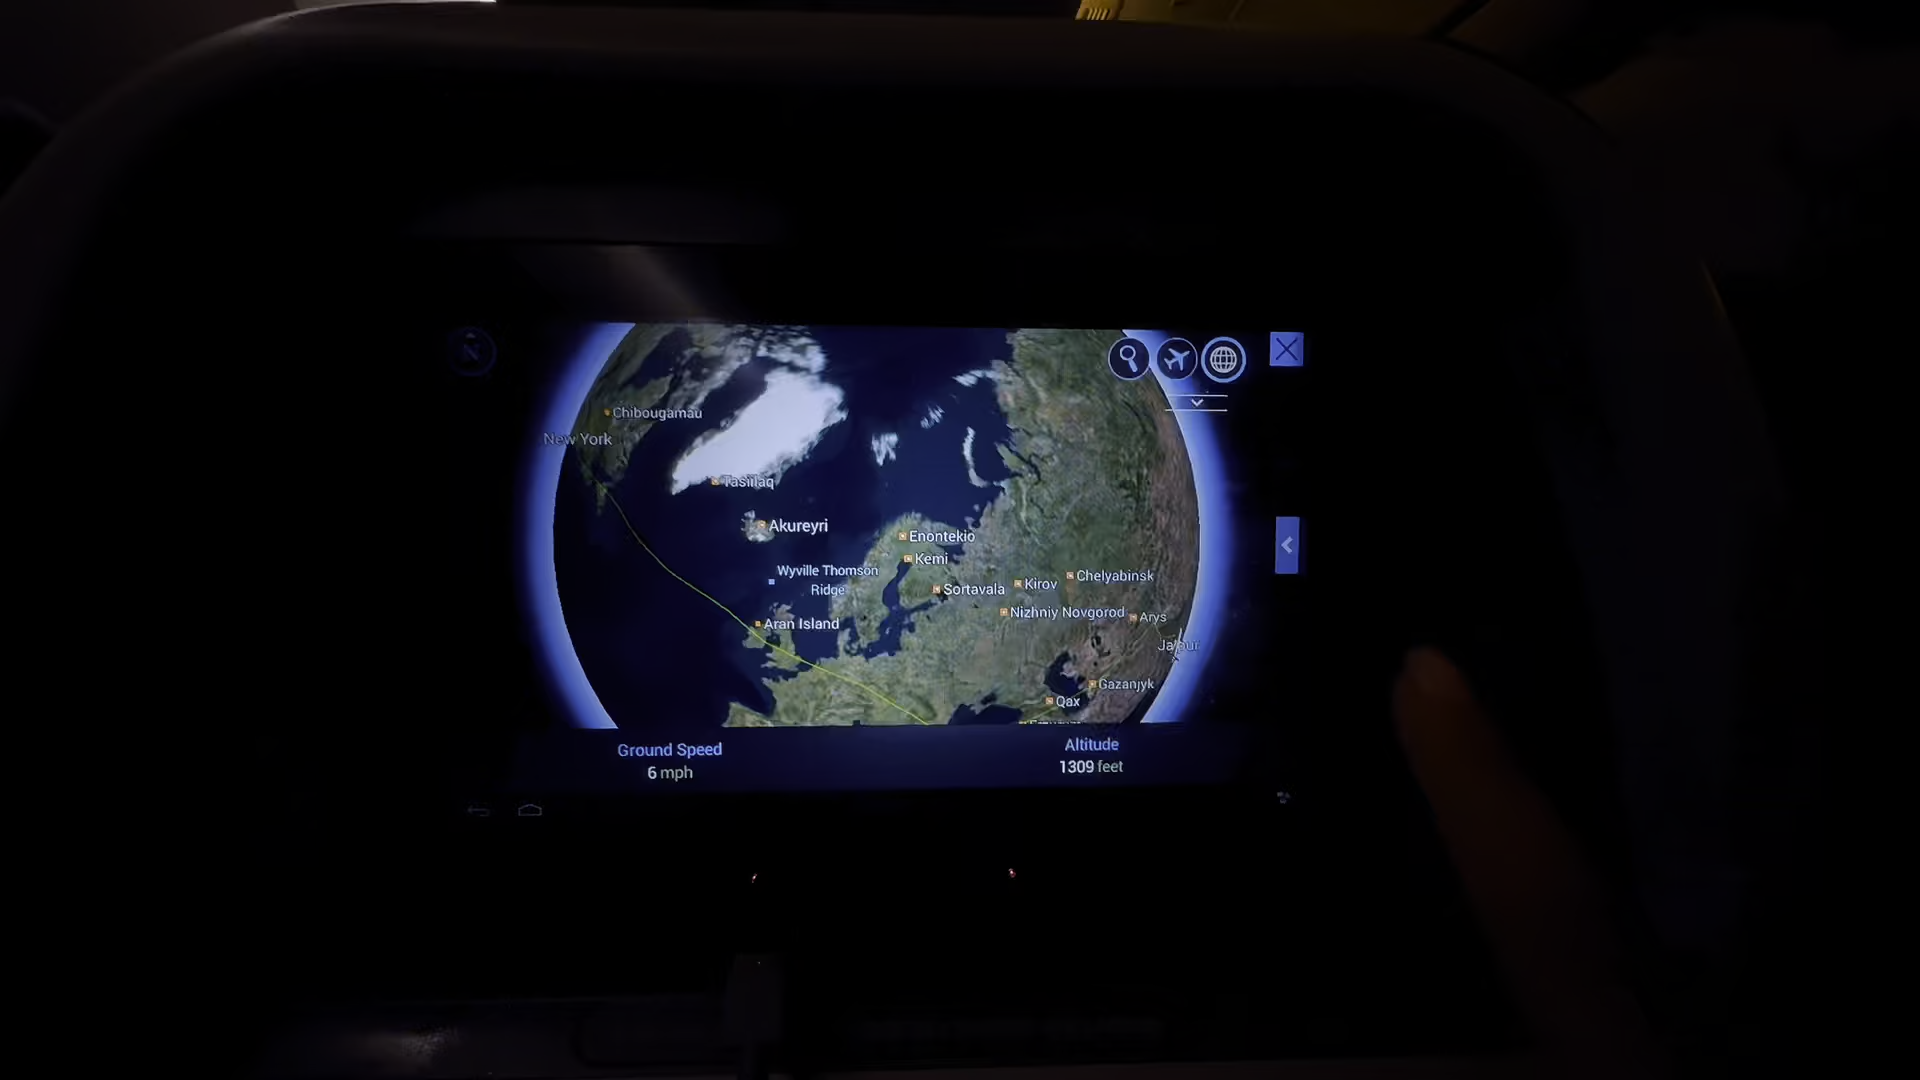 Chibougamau
New York
Tasiilaq
Akureyri
Enontekio
Kemi
Wyville Thomson
Ridge
Sortavala
Kirov
Chelyabinsk
Nizhniy Novgorod
Arys
Aran Island
Gazanjyk
Qax
Ground Speed
6 mph
Altitude
1309 feet
N